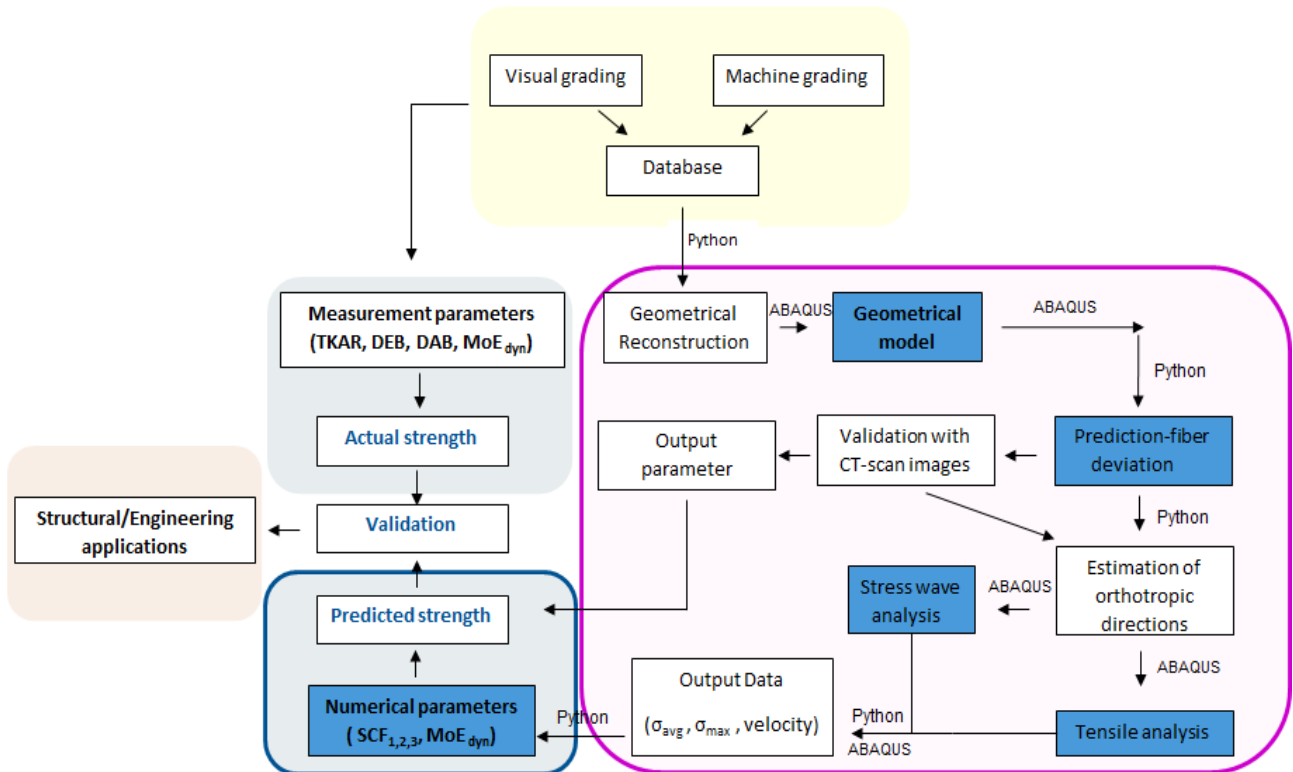 Visual grading
Machine grading
Database
Python
Measurement parameters
(TKAR, DEB, DAB, MoE dyn)
Geometrical
Reconstruction
ABAQUS
Geometrical
model
ABAQUS
Python
Actual strength
Output
parameter
Validation with
CT-scan images
Prediction-fiber
deviation
Python
Structural/Engineering
applications
Validation
Predicted strength
Stress wave
analysis
ABAQUS
Estimation of
orthotropic
directions
ABAQUS
Numerical parameters
( SCF1,2,3, MoEdyn)
Python
Output Data
(σavg , σmax , velocity)
Python
ABAQUS
Tensile analysis